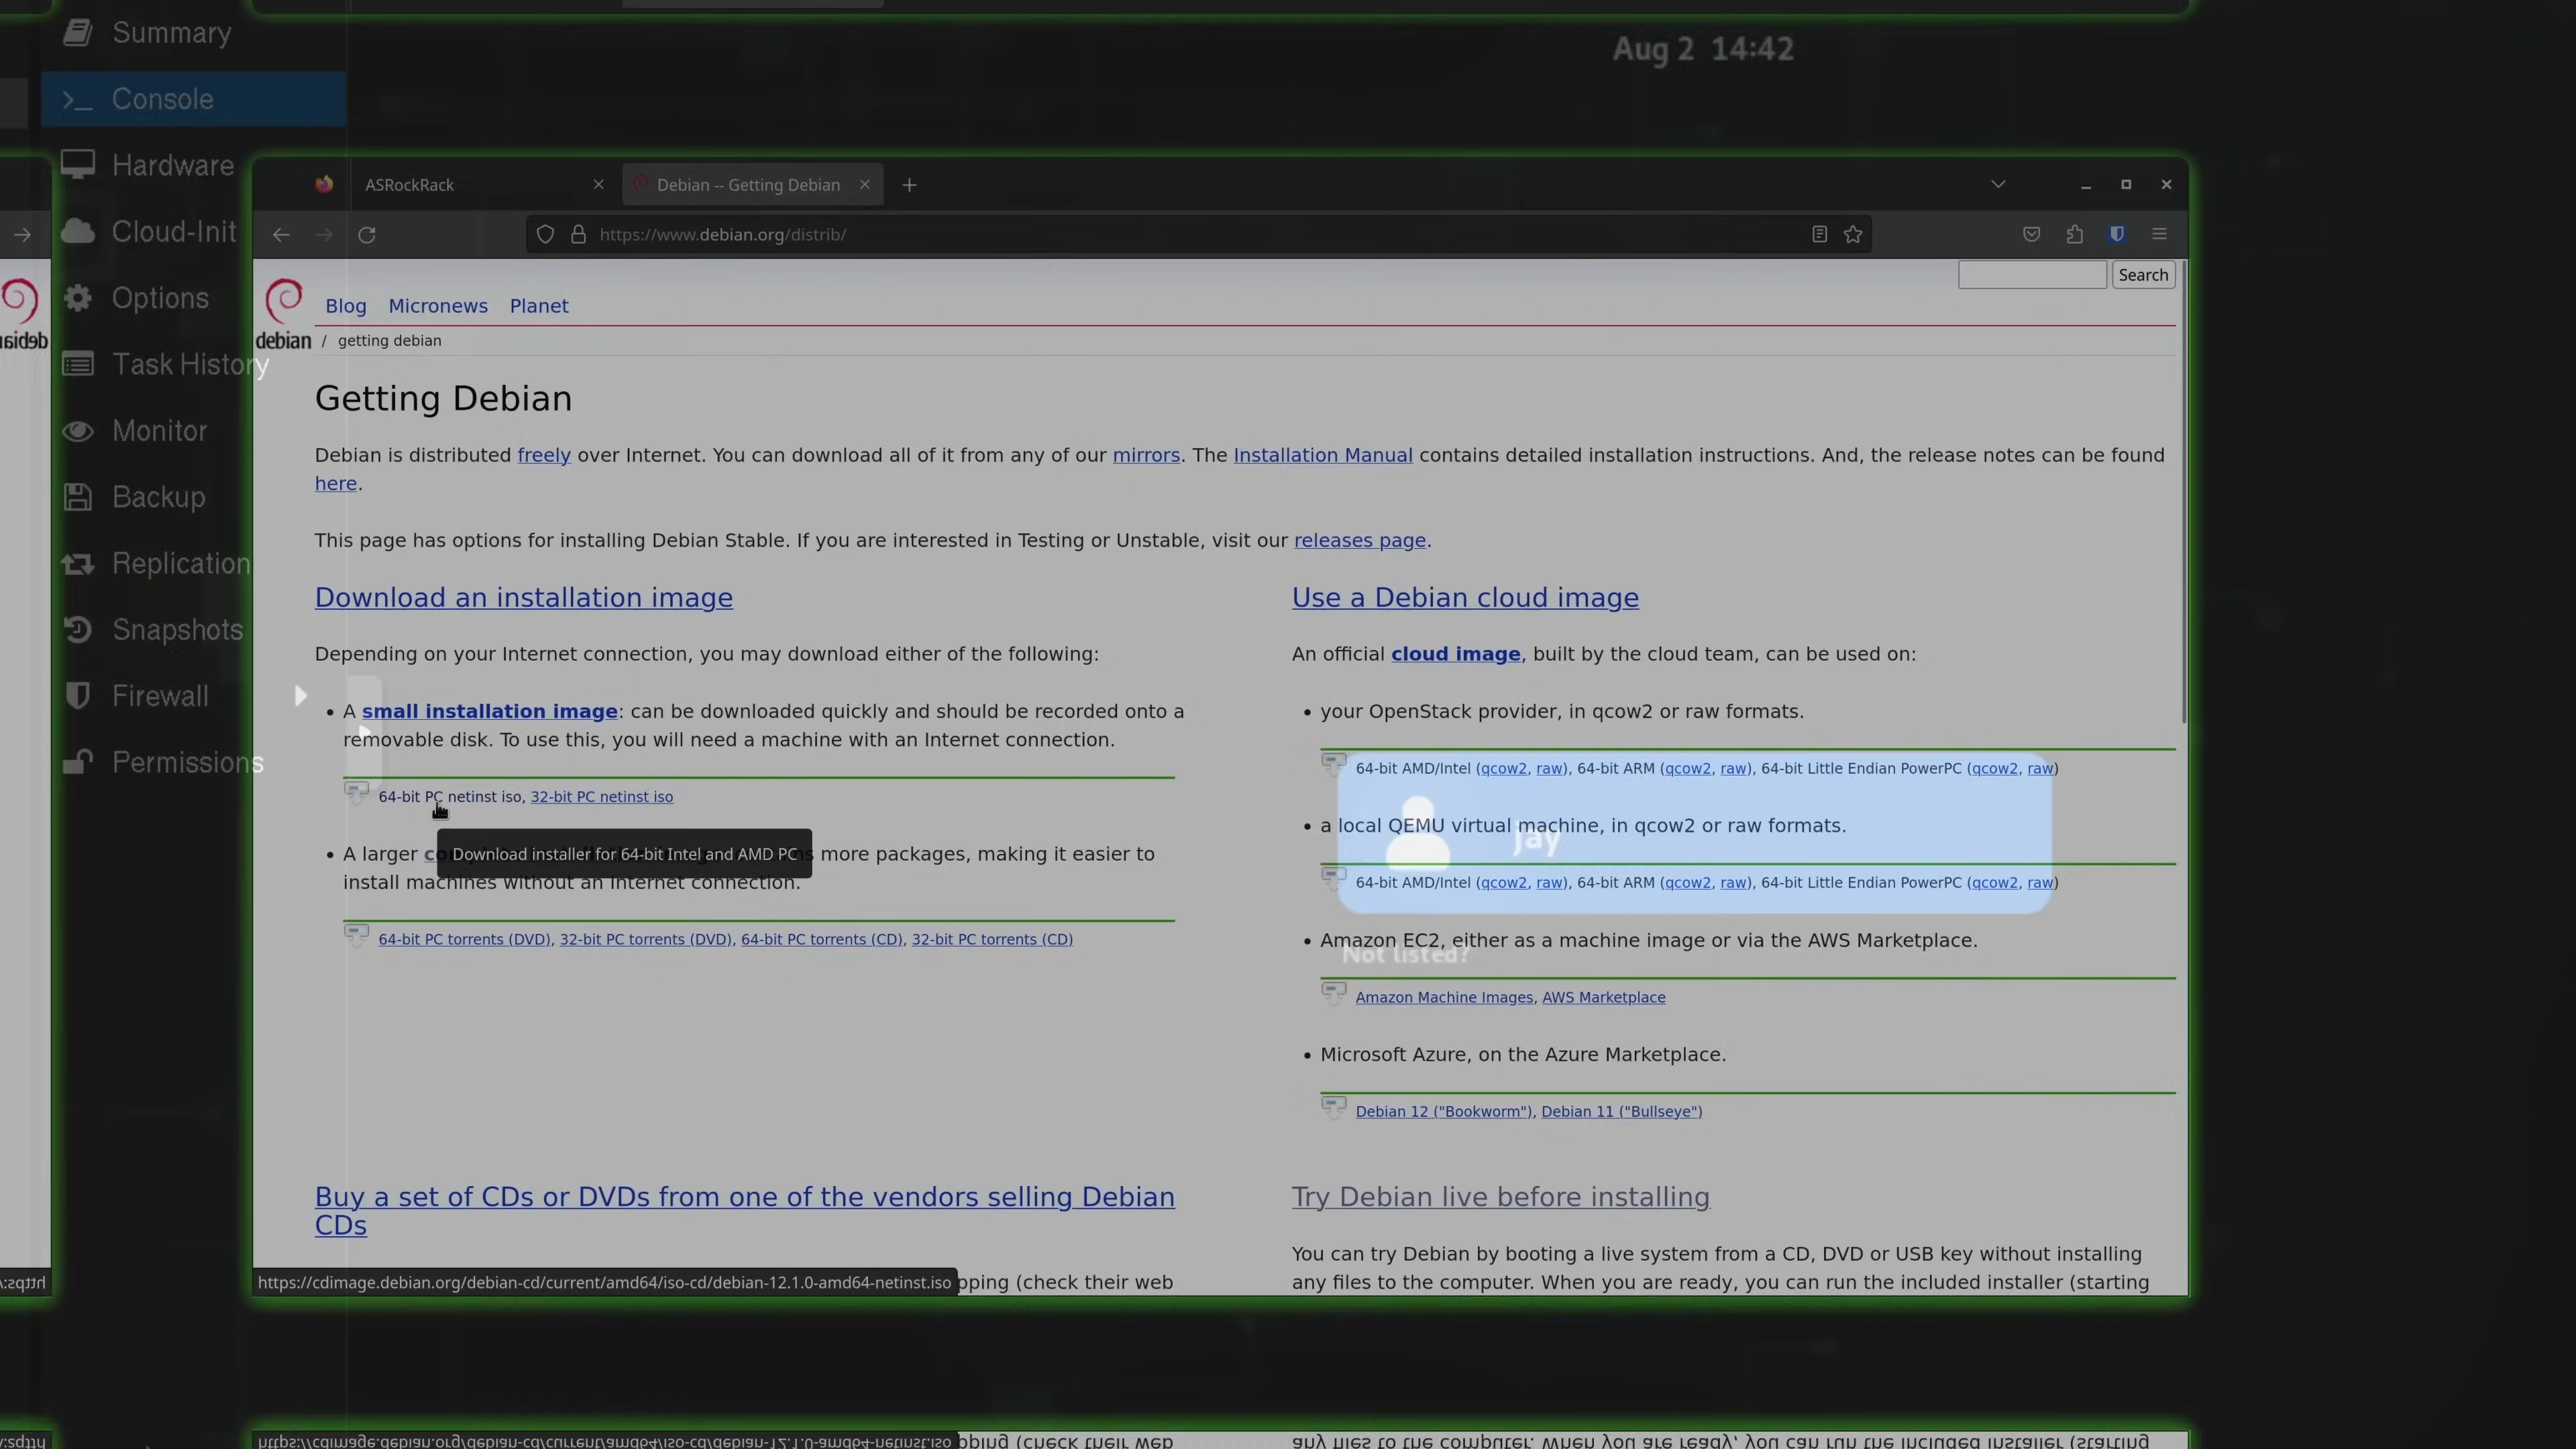 Summary
Console
Hardware
Cloud-Init
Options
Task History
Monitor
Backup
Replication
Snapshots
Firewall
Permissions
Aug 2 14:42
ASRockRack
Debian -- Getting Debian
https://www.debian.org/distrib/
Search
debian
Blog Micronews Planet
/ getting debian
Getting Debian
Debian is distributed freely over Internet. You can download all of it from any of our mirrors. The Installation Manual contains detailed installation instructions. And, the release notes can be found
here.
This page has options for installing Debian Stable. If you are interested in Testing or Unstable, visit our releases page.
Download an installation image
Depending on your Internet connection, you may download either of the following:
• A small installation image: can be downloaded quickly and should be recorded onto a
removable disk. To use this, you will need a machine with an Internet connection.
64-bit PC netinst iso, 32-bit PC netinst iso
Download installer for 64-bit Intel and AMD PC
• A larger more packages, making it easier to
install machines without an Internet connection.
64-bit PC torrents (DVD), 32-bit PC torrents (DVD), 64-bit PC torrents (CD), 32-bit PC torrents (CD)
Use a Debian cloud image
An official cloud image, built by the cloud team, can be used on:
• your OpenStack provider, in qcow2 or raw formats.
64-bit AMD/Intel (qcow2, raw), 64-bit ARM (qcow2, raw), 64-bit Little Endian PowerPC (qcow2, raw)
• a local QEMU virtual machine, in qcow2 or raw formats.
Jay
64-bit AMD/Intel (qcow2, raw), 64-bit ARM (qcow2, raw), 64-bit Little Endian PowerPC (qcow2, raw)
• Amazon EC2, either as a machine image or via the AWS Marketplace.
Not listed?
Amazon Machine Images, AWS Marketplace
• Microsoft Azure, on the Azure Marketplace.
Debian 12 ("Bookworm"), Debian 11 ("Bullseye")
Buy a set of CDs or DVDs from one of the vendors selling Debian
CDs
pping (check their web
Try Debian live before installing
You can try Debian by booting a live system from a CD, DVD or USB key without installing
any files to the computer. When you are ready, you can run the included installer (starting
https://cdimage.debian.org/debian-cd/current/amd64/iso-cd/debian-12.1.0-amd64-netinst.iso